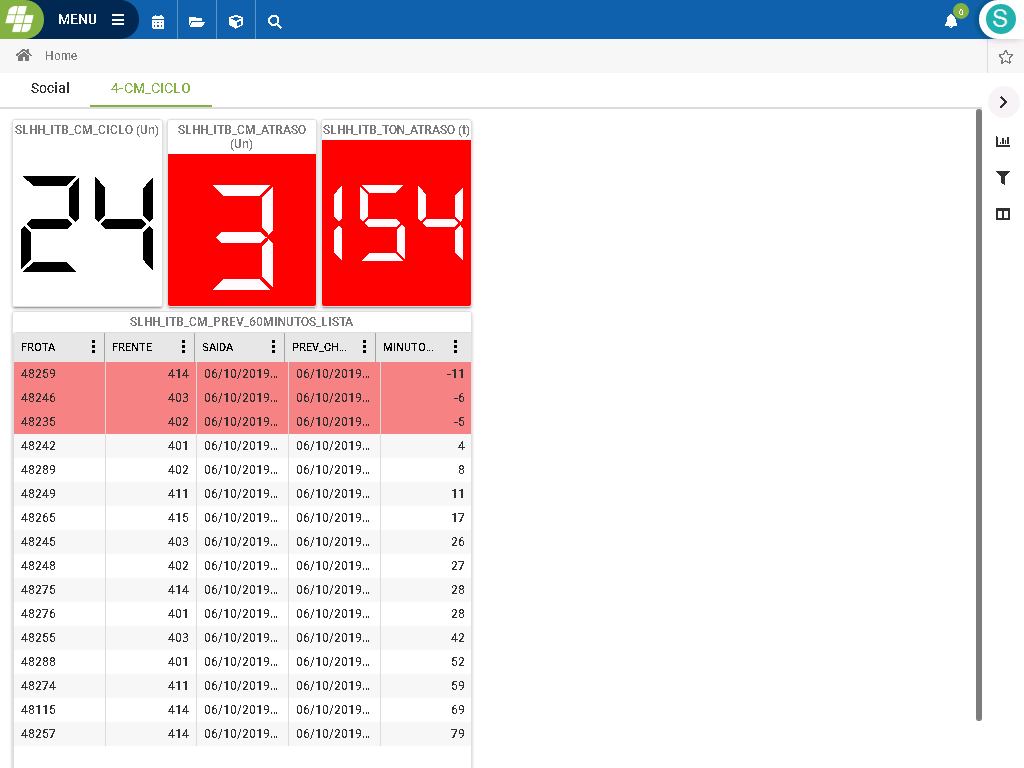 MENU
0
S
Home
Social
4-CM_CICLO
SLHH_ITB_CM_CICLO (Un)
SLHH_ITB_CM_ATRASO
(Un)
SLHH_ITB_TON_ATRASO (t)
24
3
154
SLHH_ITB_CM_PREV_60MINUTOS_LISTA
FROTA FRENTE SAIDA PREV_CH... MINUTO...
48259 414 06/10/2019... 06/10/2019... -11
48246 403 06/10/2019... 06/10/2019... -6
48235 402 06/10/2019... 06/10/2019... -5
48242 401 06/10/2019... 06/10/2019... 4
48289 402 06/10/2019... 06/10/2019... 8
48249 411 06/10/2019... 06/10/2019... 11
48265 415 06/10/2019... 06/10/2019... 17
48245 403 06/10/2019... 06/10/2019... 26
48248 402 06/10/2019... 06/10/2019... 27
48275 414 06/10/2019... 06/10/2019... 28
48276 401 06/10/2019... 06/10/2019... 28
48255 403 06/10/2019... 06/10/2019... 42
48288 401 06/10/2019... 06/10/2019... 52
48274 411 06/10/2019... 06/10/2019... 59
48115 414 06/10/2019... 06/10/2019... 69
48257 414 06/10/2019... 06/10/2019... 79